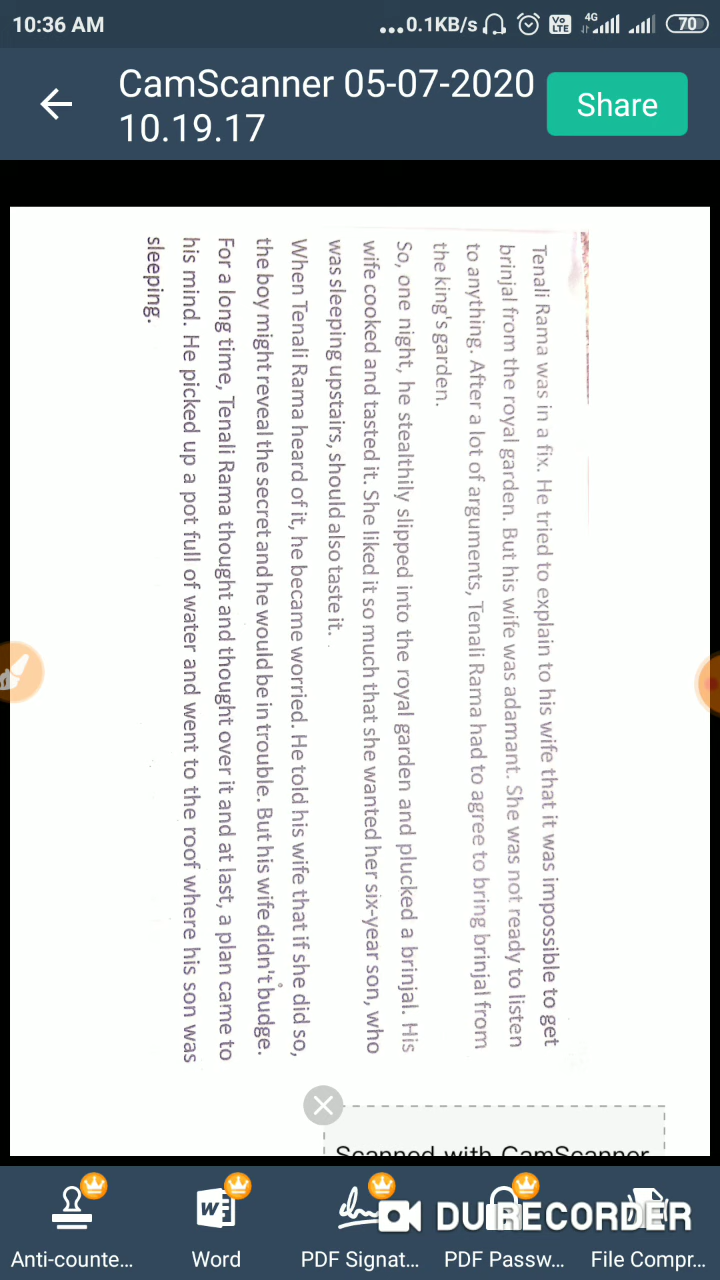 10:36 AM
...0.1KB/s
Vo LTE
4G
70
CamScanner 05-07-2020
10.19.17
Share
Tenali Rama was in a fix. He tried to explain to his wife that it was impossible to get
brinjal from the royal garden. But his wife was adamant. She was not ready to listen
to anything. After a lot of arguments, Tenali Rama had to agree to bring brinjal from
the king's garden.
So, one night, he stealthily slipped into the royal garden and plucked a brinjal. His
wife cooked and tasted it. She liked it so much that she wanted her six-year son, who
was sleeping upstairs, should also taste it.
When Tenali Rama heard of it, he became worried. He told his wife that if she did so,
the boy might reveal the secret and he would be in trouble. But his wife didn't budge.
For a long time, Tenali Rama thought and thought over it and at last, a plan came to
his mind. He picked up a pot full of water and went to the roof where his son was
sleeping.
Scanned with CamScanner
W
DU RECORDER
Anti-counte...
Word
PDF Signat...
PDF Passw...
File Compr...